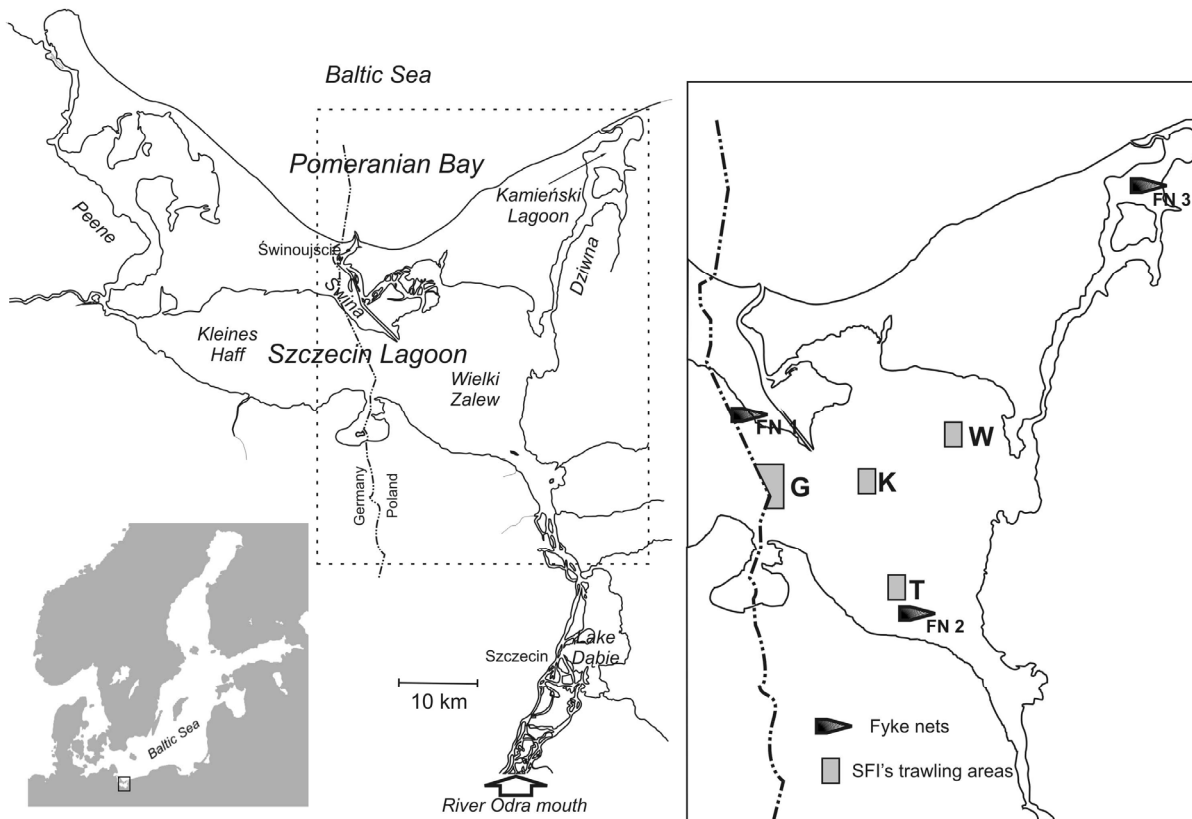 Baltic Sea
Pomeranian Bay
Kamieński
Lagoon
Peene
Świnoujście
Dziwna
Świna
Kleines
Haff
Szczecin Lagoon
Wielki
Zalew
Germany
Poland
Szczecin
Lake
Dąbie
10 km
River Odra mouth
Baltic Sea
FN 3
FN 1
W
G
K
T
FN 2
Fyke nets
SFI's trawling areas